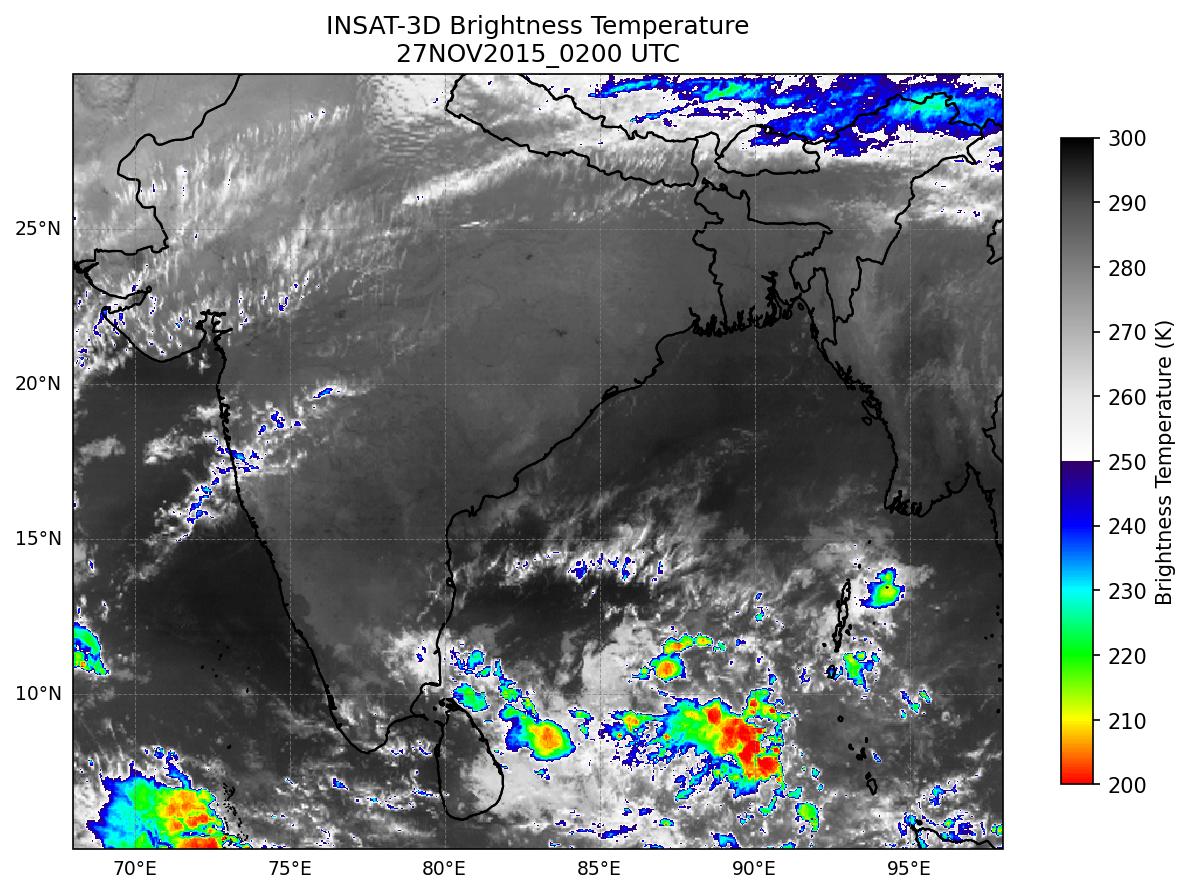 INSAT-3D Brightness Temperature
27NOV2015_0200 UTC
25°N
20°N
15°N
10°N
70°E
75°E
80°E
85°E
90°E
95°E
300
290
280
270
260
250
240
230
220
210
200
Brightness Temperature (K)